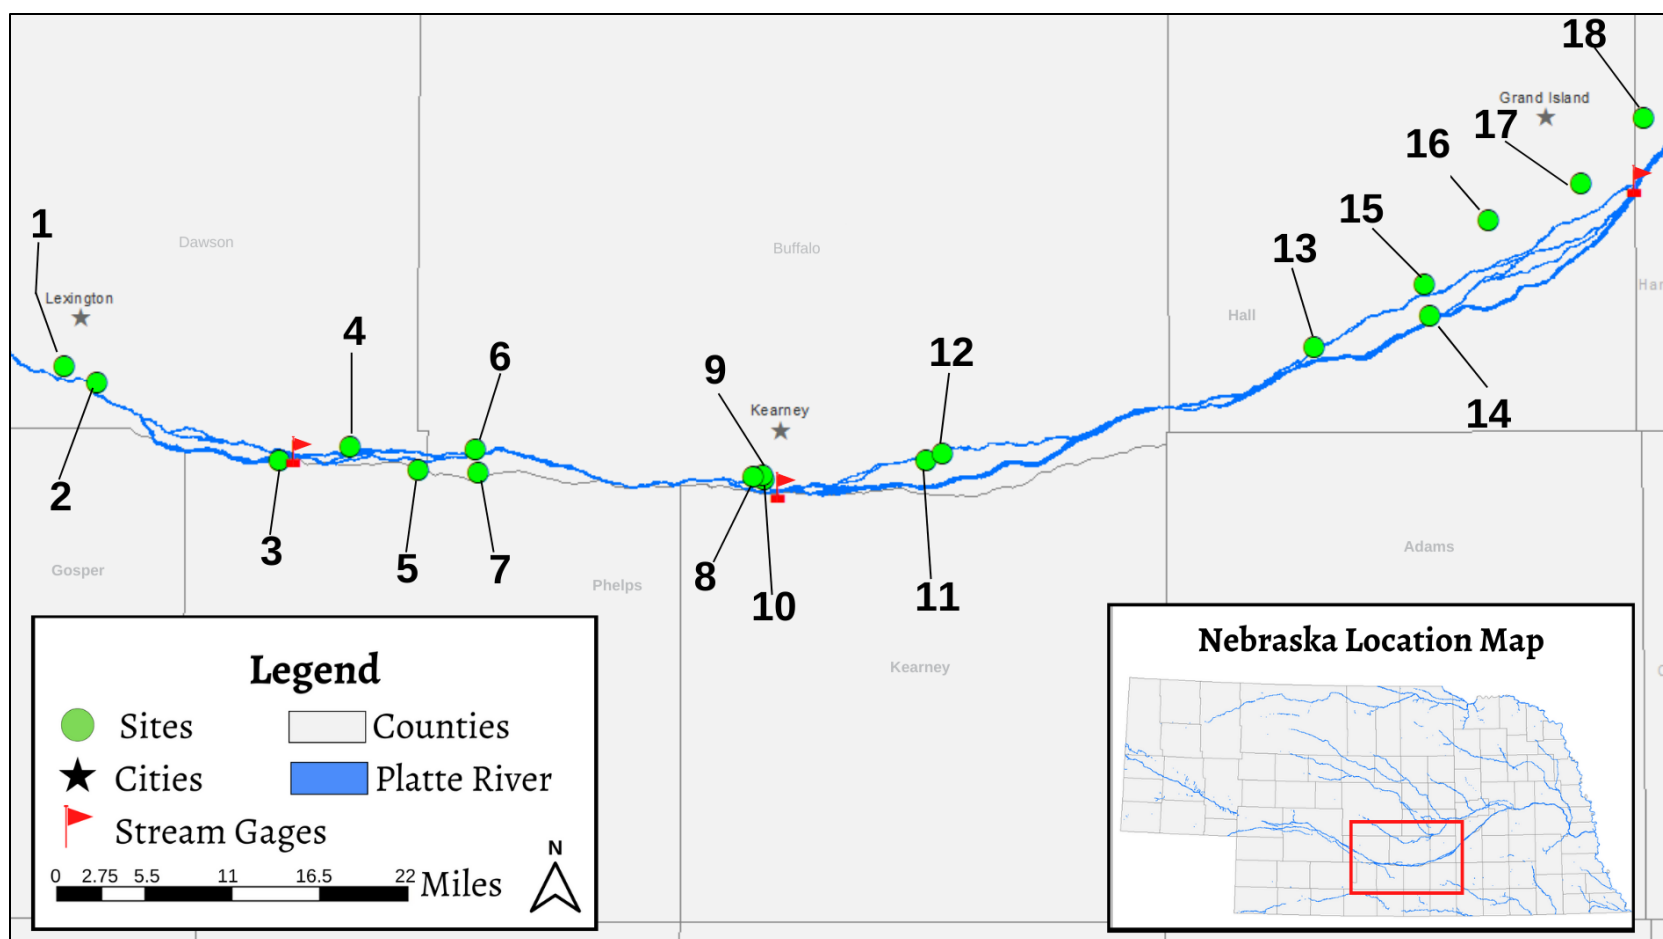 18
Grand Island
17
16
15
1
Dawson
Buffalo
13
Har
Lexington
Hall
4
6
12
9
Kearney
14
2
3
5
7
8
10
11
Adams
Gosper
Phelps
Kearney
Legend
Sites
Counties
Cities
Platte River
Stream Gages
N
0 2.75 5.5 11 16.5 22 Miles
Nebraska Location Map